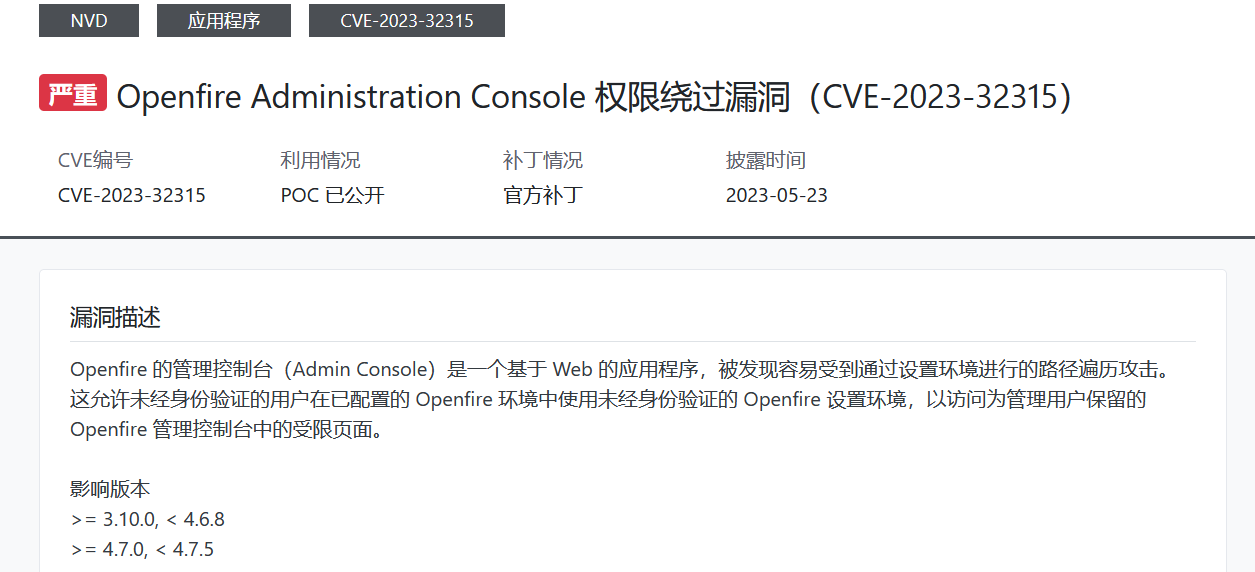 NVD 应用程序 CVE-2023-32315
严重 Openfire Administration Console 权限绕过漏洞（CVE-2023-32315）
CVE编号 利用情况 补丁情况 披露时间
CVE-2023-32315 POC 已公开 官方补丁 2023-05-23
漏洞描述
Openfire 的管理控制台（Admin Console）是一个基于 Web 的应用程序，被发现容易受到通过设置环境进行的路径遍历攻击。
这允许未经身份验证的用户在已配置的 Openfire 环境中使用未经身份验证的 Openfire 设置环境，以访问为管理用户保留的
Openfire 管理控制台中的受限页面。
影响版本
>= 3.10.0, < 4.6.8
>= 4.7.0, < 4.7.5